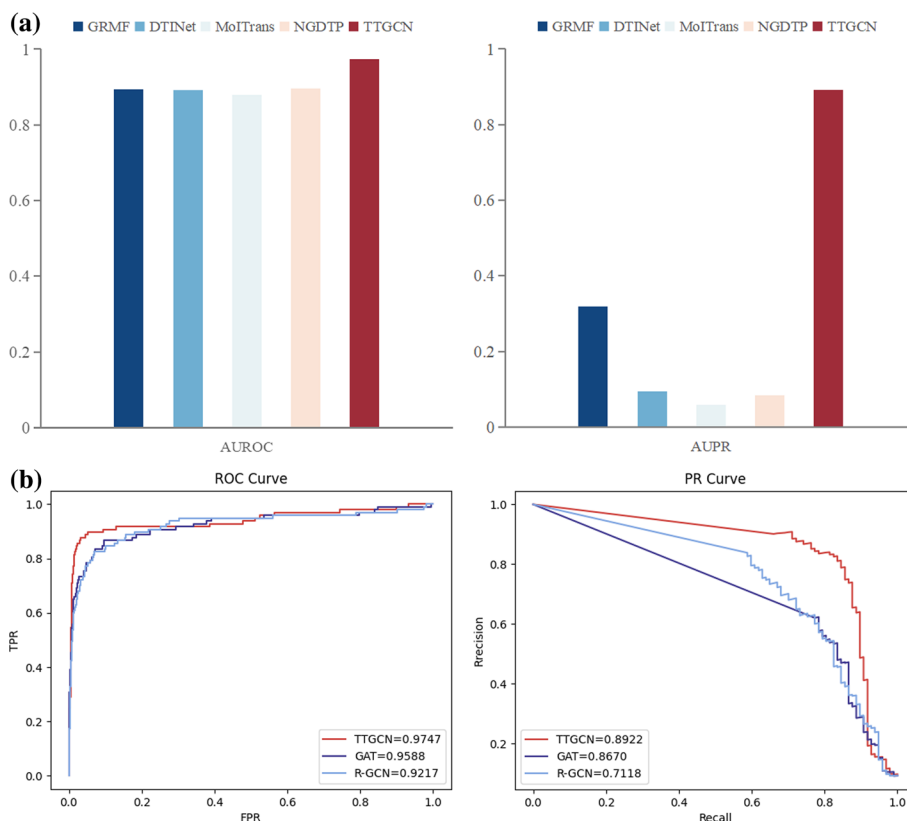 (a)
GRMF DTINet MolTrans NGDTP TTGCN
1
0.8
0.6
0.4
0.2
0
AUROC
GRMF DTINet MolTrans NGDTP TTGCN
1
0.8
0.6
0.4
0.2
0
AUPR
(b)
ROC Curve
TPR
1.0
0.8
0.6
0.4
0.2
0.0
TTGCN=0.9747
GAT=0.9588
R-GCN=0.9217
0.0 0.2 0.4 0.6 0.8 1.0
FPR
PR Curve
Rrecision
1.0
0.8
0.6
0.4
0.2
TTGCN=0.8922
GAT=0.8670
R-GCN=0.7118
0.0 0.2 0.4 0.6 0.8 1.0
Recall